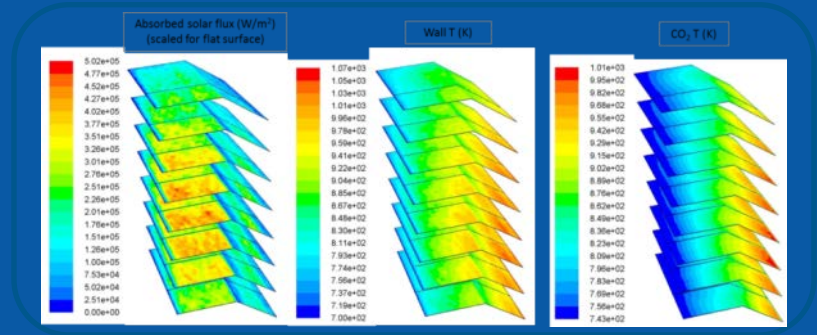 Absorbed solar flux (W/m²)
(scaled for flat surface)
5.02e+05
4.77e+05
4.52e+05
4.27e+05
4.02e+05
3.77e+05
3.51e+05
3.26e+05
3.01e+05
2.76e+05
2.51e+05
2.26e+05
2.01e+05
1.76e+05
1.51e+05
1.26e+05
1.00e+05
7.53e+04
5.02e+04
2.51e+04
0.00e+00
Wall T (K)
1.07e+03
1.05e+03
1.03e+03
1.01e+03
9.96e+02
9.78e+02
9.59e+02
9.41e+02
9.22e+02
9.04e+02
8.85e+02
8.67e+02
8.48e+02
8.30e+02
8.11e+02
7.93e+02
7.74e+02
7.56e+02
7.37e+02
7.19e+02
7.00e+02
CO₂ T (K)
1.01e+03
9.95e+02
9.82e+02
9.68e+02
9.55e+02
9.42e+02
9.29e+02
9.15e+02
9.02e+02
8.89e+02
8.76e+02
8.62e+02
8.49e+02
8.36e+02
8.23e+02
8.09e+02
7.96e+02
7.83e+02
7.69e+02
7.56e+02
7.43e+02